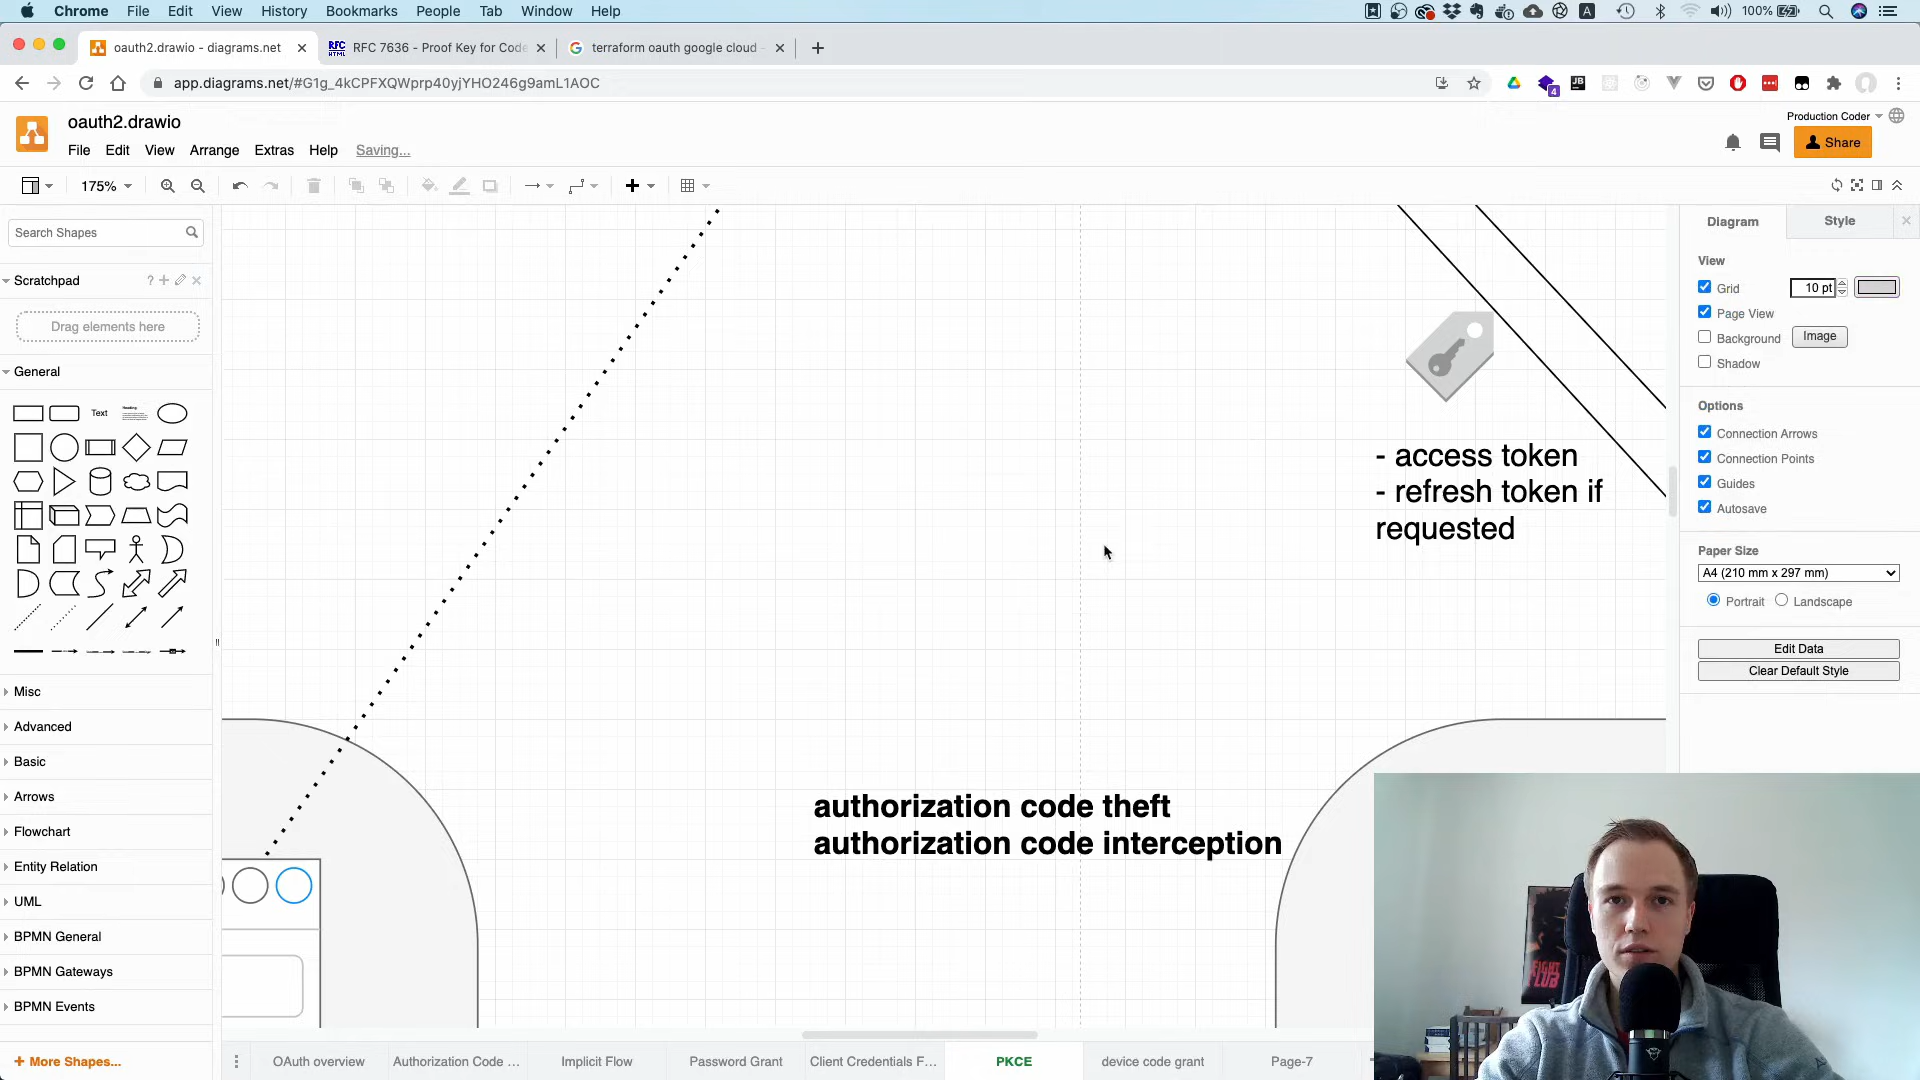 Chrome File Edit View History Bookmarks People Tab Window Help
100%
oauth2.drawio - diagrams.net
RFC 7636 - Proof Key for Code
terraform oauth google cloud -
app.diagrams.net/#G1g_4kCPFXQWprp40yjYHO246g9amL1AOC
oauth2.drawio
File Edit View Arrange Extras Help Saving...
Production Coder
Share
175%
Search Shapes
Scratchpad
Drag elements here
General
Text
Misc
Advanced
Basic
Arrows
Flowchart
Entity Relation
UML
BPMN General
BPMN Gateways
BPMN Events
+ More Shapes...
- access token
- refresh token if
requested
authorization code theft
authorization code interception
Diagram Style
View
Grid 10 pt
Page View
Background Image
Shadow
Options
Connection Arrows
Connection Points
Guides
Autosave
Paper Size
A4 (210 mm x 297 mm)
Portrait Landscape
Edit Data
Clear Default Style
FIGHT
CLUB
OAuth overview Authorization Code ... Implicit Flow Password Grant Client Credentials F... PKCE device code grant Page-7